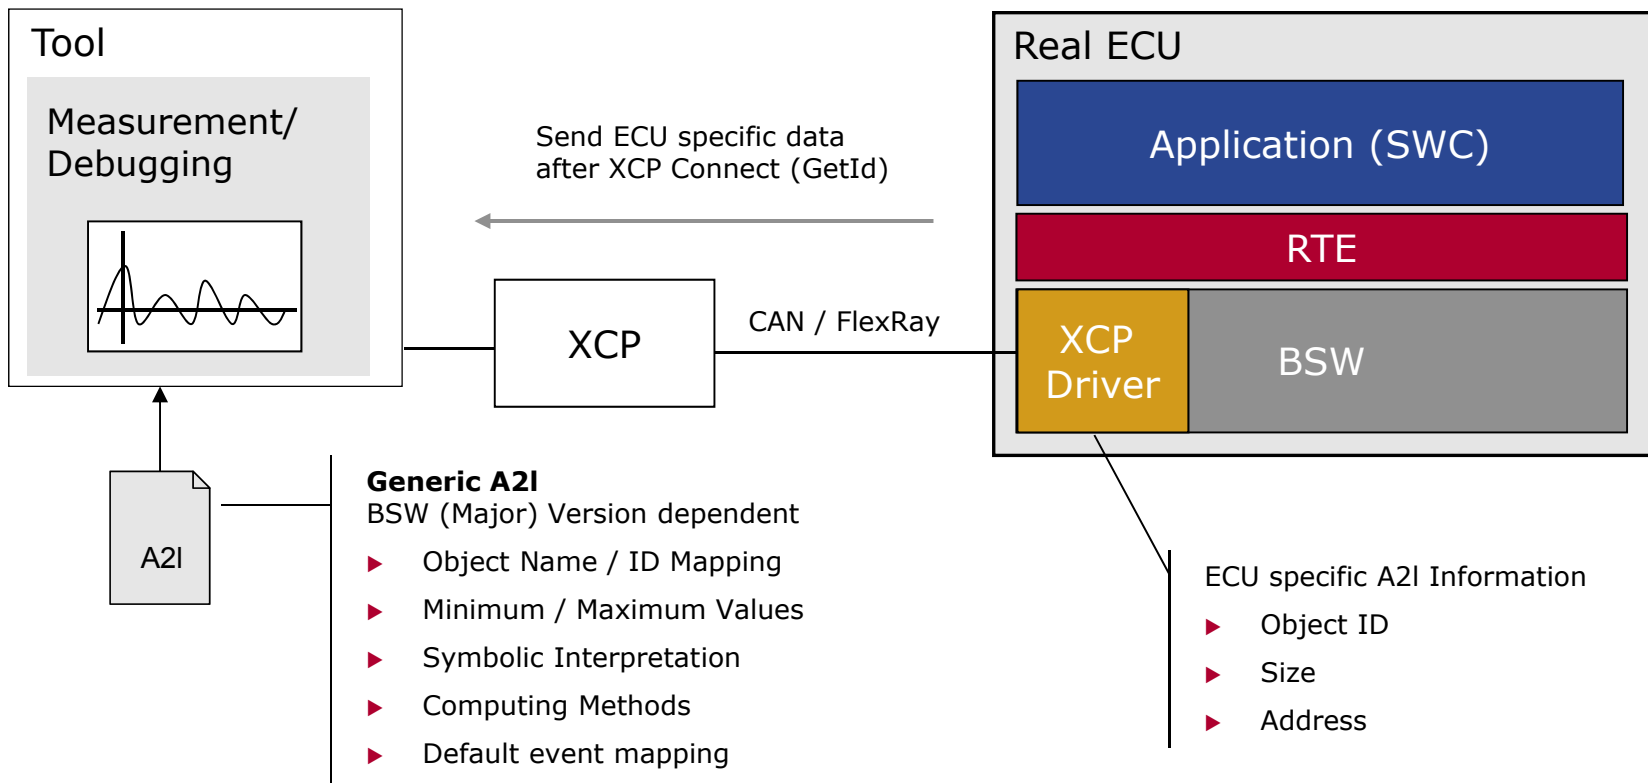 Tool
Measurement/
Debugging
Send ECU specific data
after XCP Connect (GetId)
XCP
CAN / FlexRay
Real ECU
Application (SWC)
RTE
XCP
Driver
BSW
A2l
Generic A2l
BSW (Major) Version dependent
Object Name / ID Mapping
Minimum / Maximum Values
Symbolic Interpretation
Computing Methods
Default event mapping
ECU specific A2l Information
Object ID
Size
Address